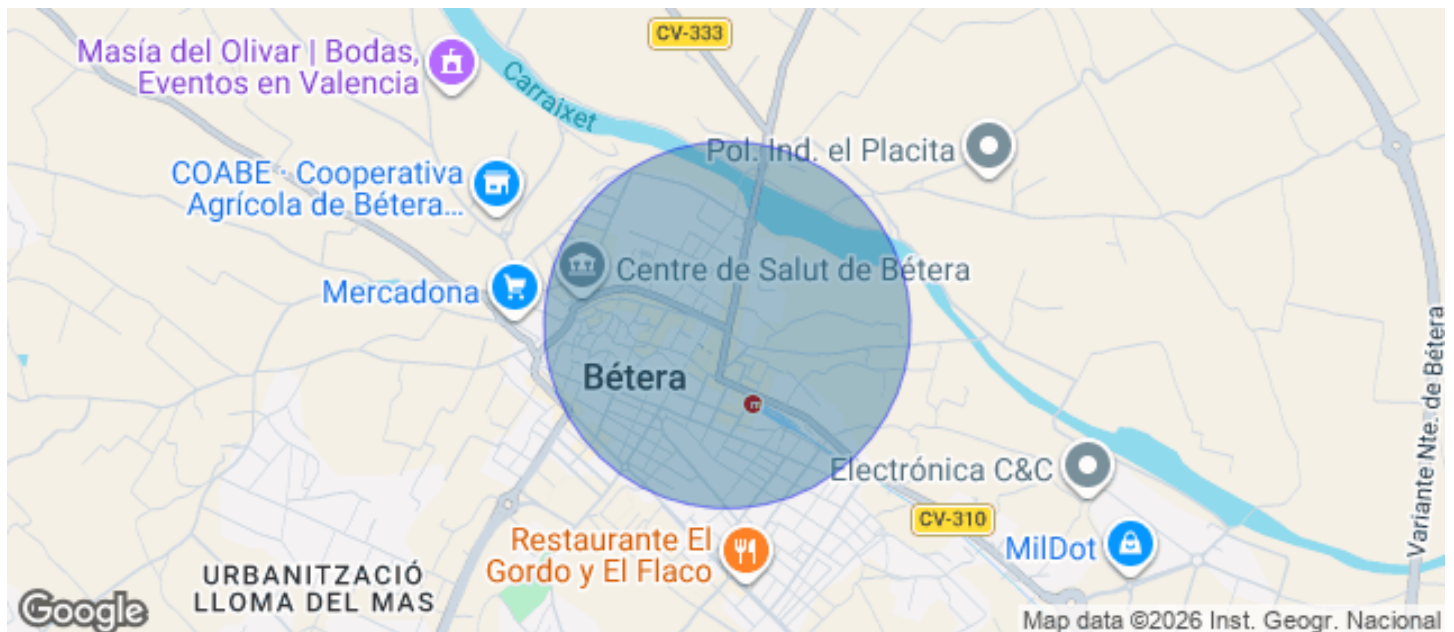 CV-333
Masía del Olivar | Bodas,
Eventos en Valencia
Carraixet
Pol. Ind. el Placita
COABE - Cooperativa
Agrícola de Bétera...
Centre de Salut de Bétera
Mercadona
Bétera
m
Variante Nte. de Bétera
Electrónica C&C
CV-310
Restaurante El
Gordo y El Flaco
MilDot
URBANITZACIÓ
LLOMA DEL MAS
Google
Map data ©2026 Inst. Geogr. Nacional